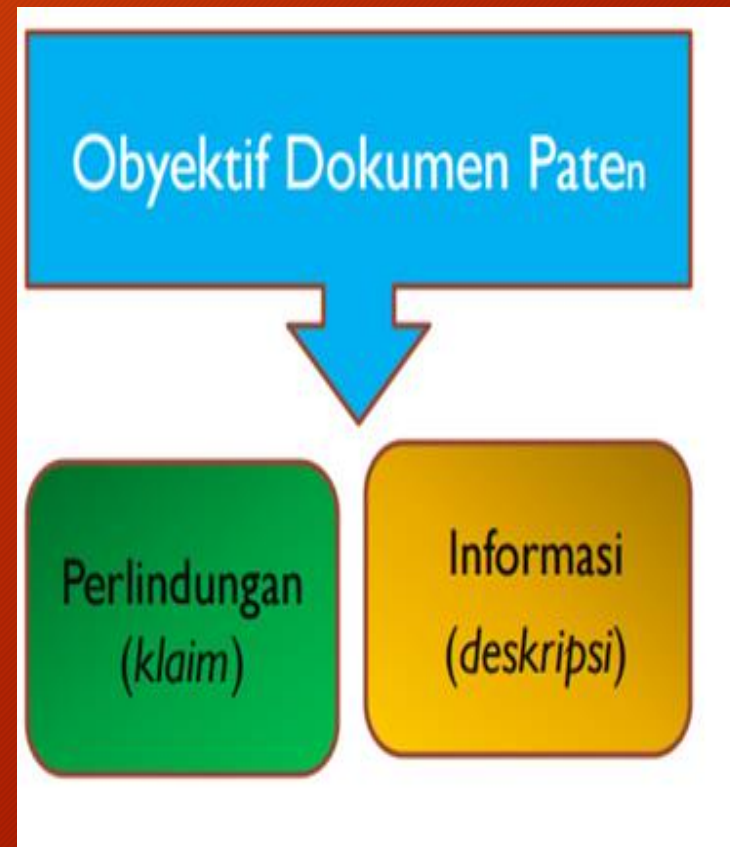 Obyektif Dokumen Paten
Perlindungan
(klaim)
Informasi
(deskripsi)